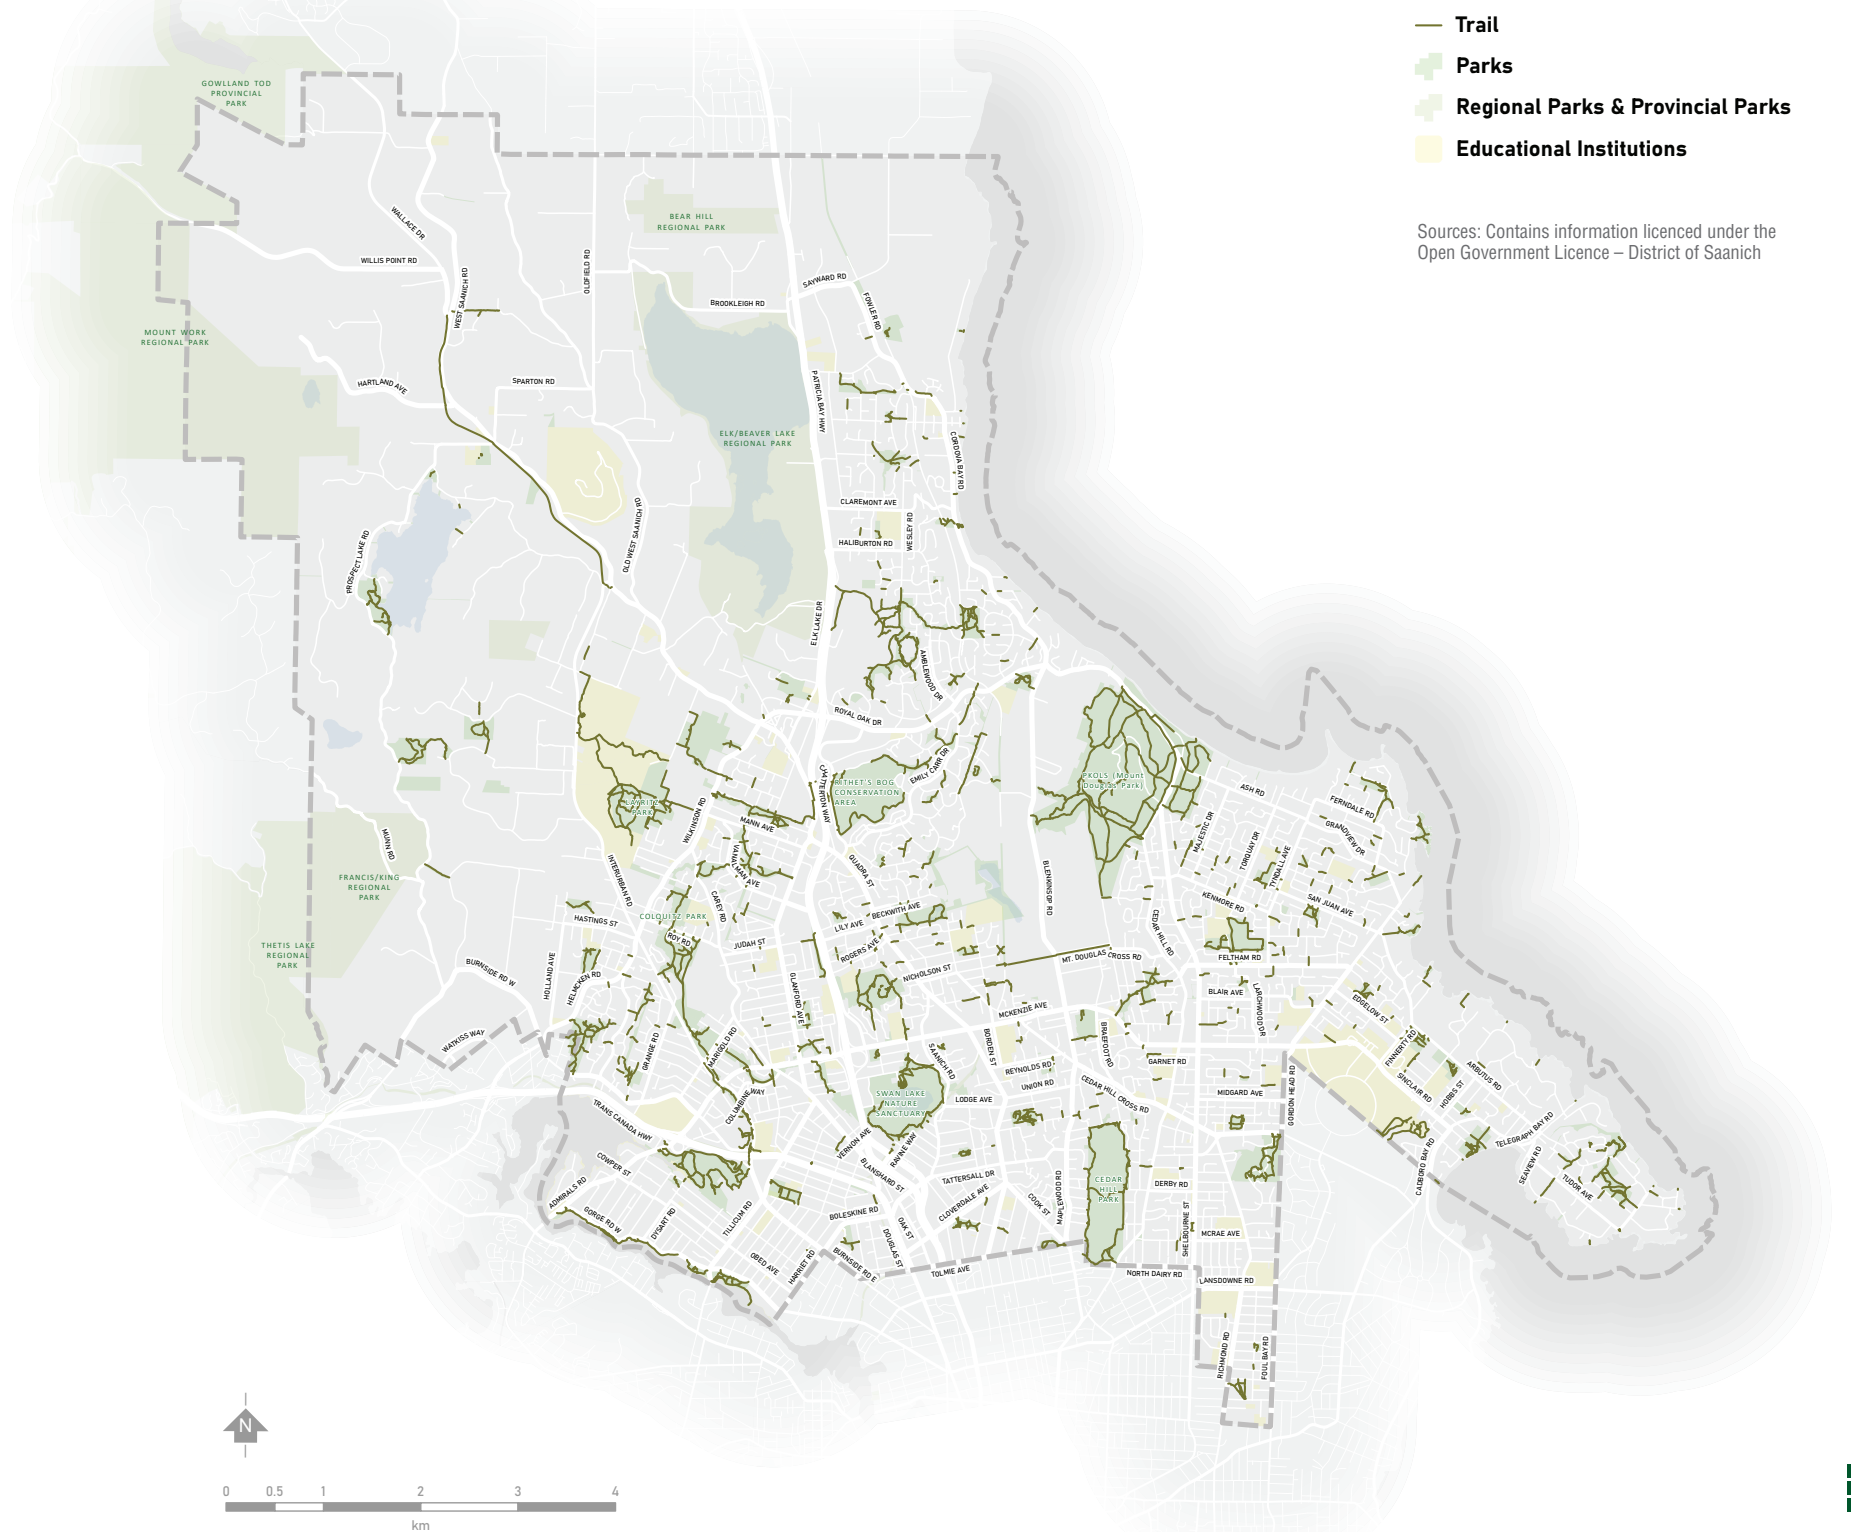 Trail
Parks
Regional Parks & Provincial Parks
Educational Institutions
Sources: Contains information licenced under the
Open Government Licence – District of Saanich
GOWLLAND TOD
PROVINCIAL
PARK
BEAR HILL
REGIONAL PARK
WALLACE DR
WILLIS POINT RD
WEST SAANICH RD
OLDFIELD RD
SAYWARD RD
BROOKLEIGH RD
FOWLER RD
MOUNT WORK
REGIONAL PARK
HARTLAND AVE
SPARTON RD
PATRICIA BAY HWY
ELK/BEAVER LAKE
REGIONAL PARK
CORDOVA BAY RD
CLAREMONT AVE
WESLEY RD
HALIBURTON RD
OLD WEST SAANICH RD
PROSPECT LAKE RD
ELK LAKE DR
AMBLEWOOD DR
ROYAL OAK DR
CHATTERTON WAY
RITHET'S BOG
CONSERVATION
AREA
EMILY CARR DR
PKOLS (Mount
Douglas Park)
ASH RD
FERNDALE RD
GRANDVIEW DR
MAJESTIC DR
TORQUAY DR
TYNDALL AVE
LAYRITZ
PARK
WILKINSON RD
MANN AVE
VANALMAN AVE
QUADRA ST
MUNN RD
INTERURBAN RD
FRANCIS/KING
REGIONAL
PARK
CAREY RD
BLENKINSOP RD
KENMORE RD
SAN JUAN AVE
COLQUITZ PARK
HASTINGS ST
ROY RD
JUDAH ST
LILY AVE
BECKWITH AVE
ROGERS AVE
CEDAR HILL RD
THETIS LAKE
REGIONAL
PARK
BURNSIDE RD W
HOLLAND AVE
HELMCKEN RD
GLANFORD AVE
NICHOLSON ST
MT. DOUGLAS CROSS RD
FELTHAM RD
BLAIR AVE
LARCHWOOD DR
EDGELOW ST
MCKENZIE AVE
WATKISS WAY
GRANGE RD
MARIGOLD RD
SAANICH RD
BORDEN ST
BRAEFOOT RD
REYNOLDS RD
UNION RD
GARNET RD
FINNERTY RD
ARBUTUS RD
SINCLAIR RD
HOBBS ST
SWAN LAKE
NATURE
SANCTUARY
LODGE AVE
CEDAR HILL CROSS RD
MIDGARD AVE
GORDON HEAD RD
COLUMBINE WAY
TRANS CANADA HWY
TELEGRAPH BAY RD
VERNON AVE
RAVINE WAY
COWPER ST
BLANSHARD ST
TATTERSALL DR
CADBORO BAY RD
SEAVIEW RD
TUDOR AVE
ADMIRALS RD
CLOVERDALE AVE
COOK ST
MAPLEWOOD RD
CEDAR
HILL
PARK
DERBY RD
SHELBOURNE ST
GORGE RD W
DYSART RD
TILLICUM RD
BOLESKINE RD
OAK ST
DOUGLAS ST
MCRAE AVE
OBED AVE
HARRIET RD
BURNSIDE RD E
TOLMIE AVE
NORTH DAIRY RD
LANSDOWNE RD
RICHMOND RD
FOUL BAY RD
N
0 0.5 1 2 3 4
km